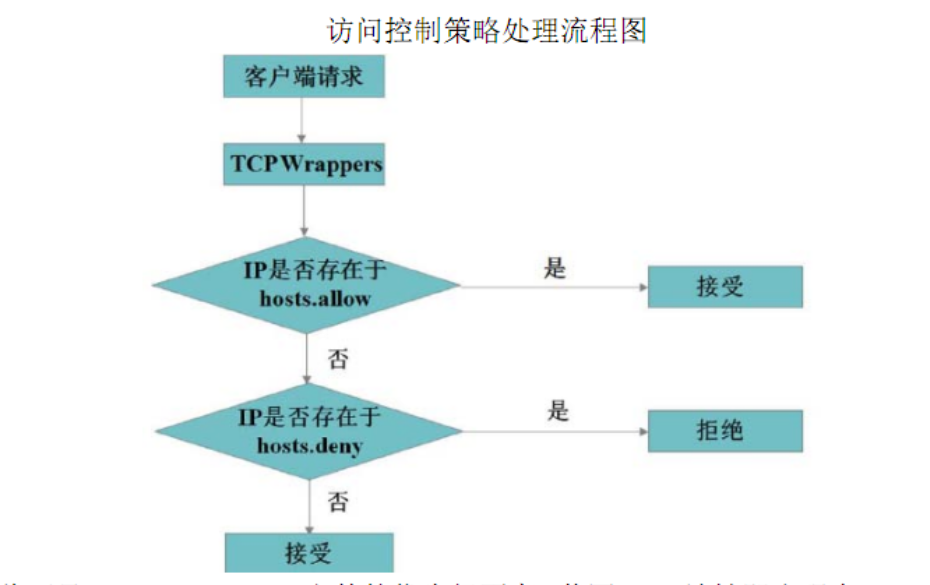 访问控制策略处理流程图
客户端请求
TCPWrappers
IP是否存在于
hosts.allow
是
接受
否
IP是否存在于
hosts.deny
是
拒绝
否
接受